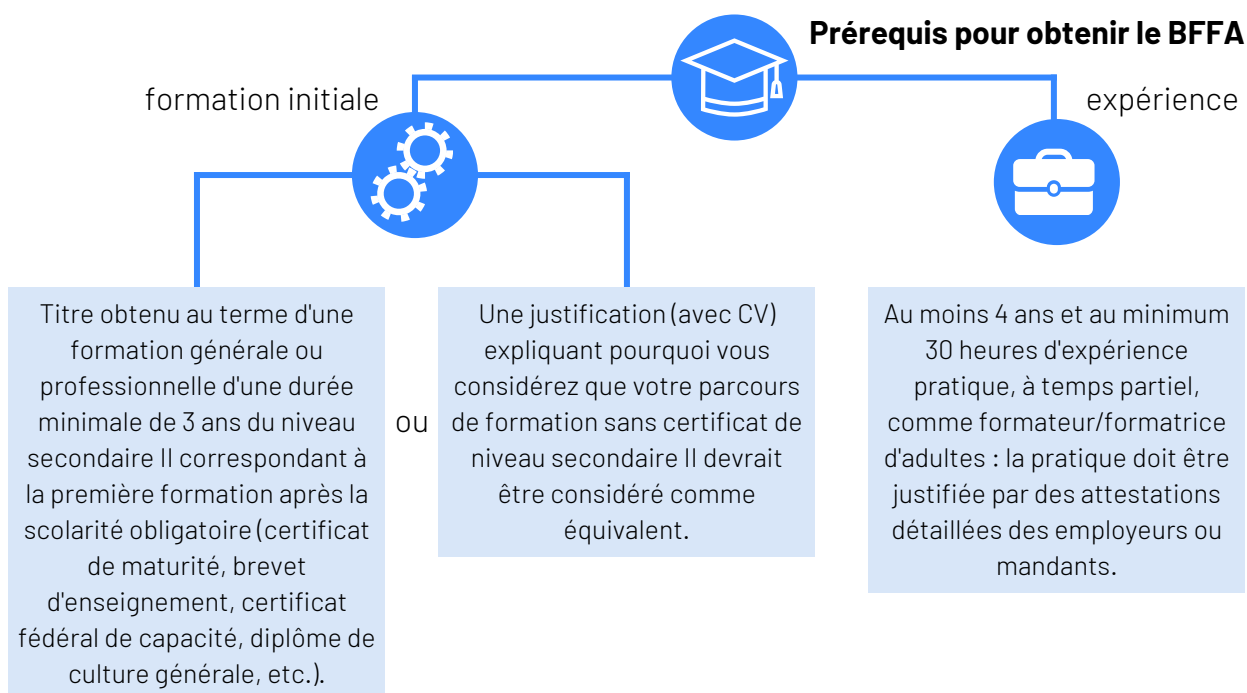 Prérequis pour obtenir le BFFA
formation initiale
expérience
Titre obtenu au terme d'une
formation générale ou
professionnelle d'une durée
minimale de 3 ans du niveau
secondaire II correspondant à
la première formation après la
scolarité obligatoire (certificat
de maturité, brevet
d'enseignement, certificat
fédéral de capacité, diplôme de
culture générale, etc.).
ou
Une justification (avec CV)
expliquant pourquoi vous
considérez que votre parcours
de formation sans certificat de
niveau secondaire II devrait
être considéré comme
équivalent.
Au moins 4 ans et au minimum
30 heures d'expérience
pratique, à temps partiel,
comme formateur/formatrice
d'adultes : la pratique doit être
justifiée par des attestations
détaillées des employeurs ou
mandants.